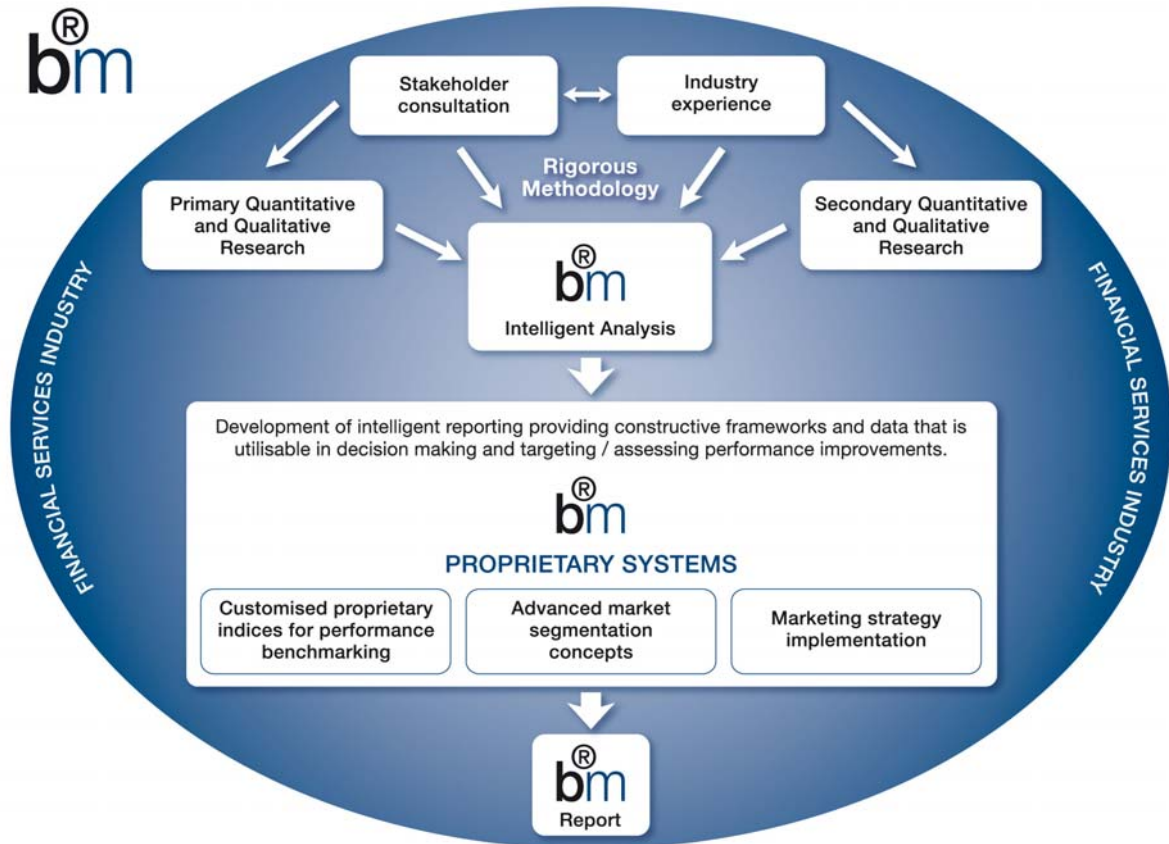 ®
bm
Stakeholder
consultation
Industry
experience
Rigorous
Methodology
Primary Quantitative
and Qualitative
Research
Secondary Quantitative
and Qualitative
Research
®
bm
Intelligent Analysis
FINANCIAL SERVICES INDUSTRY
FINANCIAL SERVICES INDUSTRY
Development of intelligent reporting providing constructive frameworks and data that is
utilisable in decision making and targeting / assessing performance improvements.
®
bm
PROPRIETARY SYSTEMS
Customised proprietary
indices for performance
benchmarking
Advanced market
segmentation
concepts
Marketing strategy
implementation
®
bm
Report